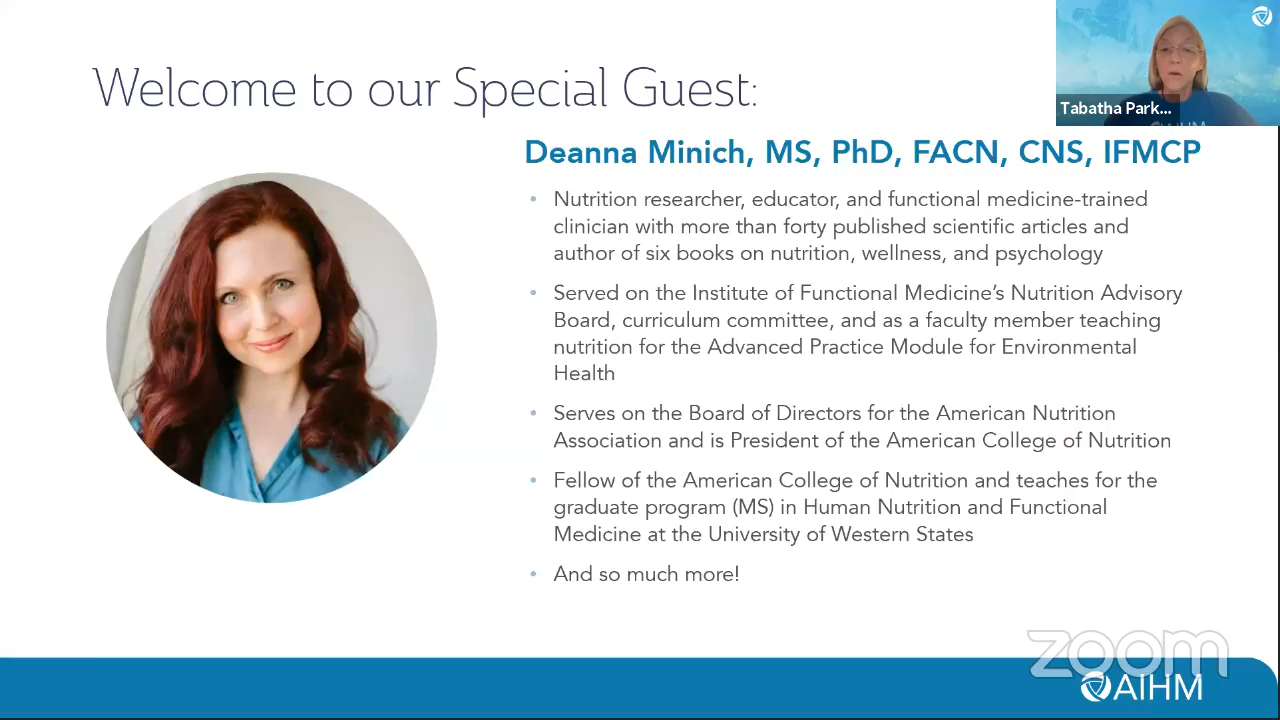 Welcome to our Special Guest:
Tabatha Park...
Deanna Minich, MS, PhD, FACN, CNS, IFMCP
• Nutrition researcher, educator, and functional medicine-trained
clinician with more than forty published scientific articles and
author of six books on nutrition, wellness, and psychology
• Served on the Institute of Functional Medicine's Nutrition Advisory
Board, curriculum committee, and as a faculty member teaching
nutrition for the Advanced Practice Module for Environmental
Health
• Serves on the Board of Directors for the American Nutrition
Association and is President of the American College of Nutrition
• Fellow of the American College of Nutrition and teaches for the
graduate program (MS) in Human Nutrition and Functional
Medicine at the University of Western States
• And so much more!
zoom
AIHM